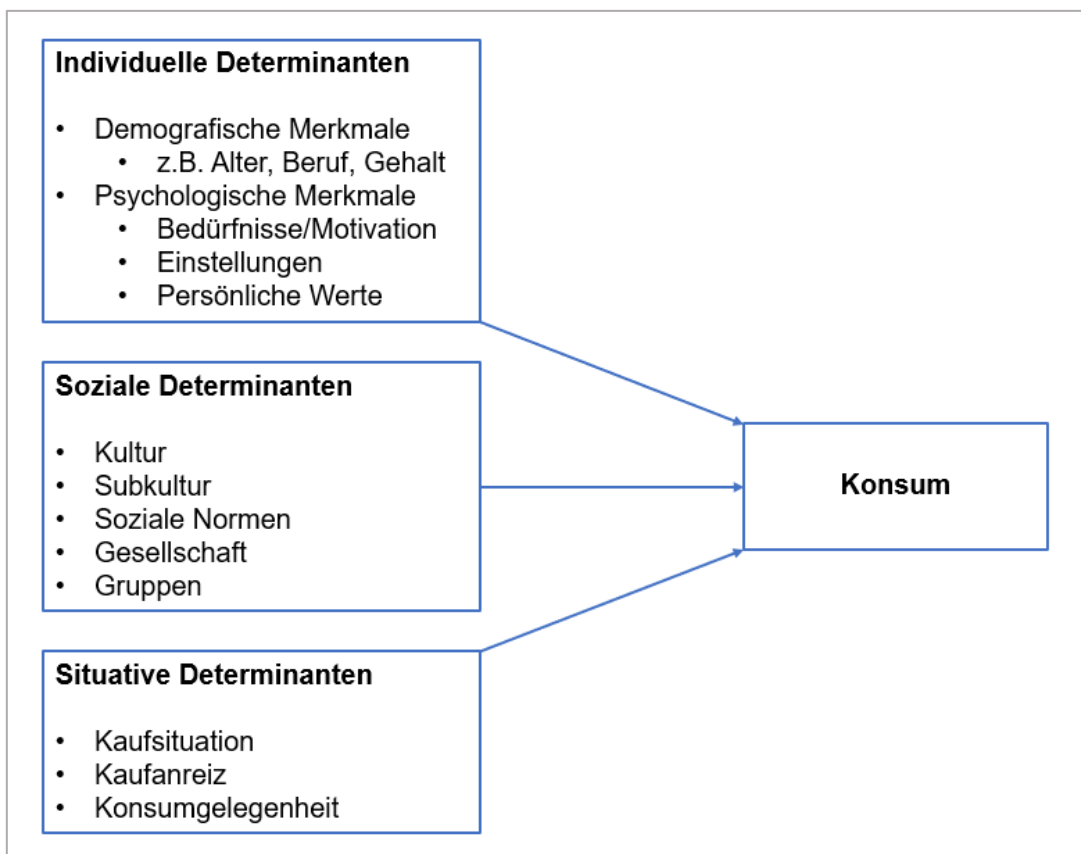 Individuelle Determinanten
• Demografische Merkmale
• z.B. Alter, Beruf, Gehalt
• Psychologische Merkmale
• Bedürfnisse/Motivation
• Einstellungen
• Persönliche Werte
Soziale Determinanten
• Kultur
• Subkultur
• Soziale Normen
• Gesellschaft
• Gruppen
Situative Determinanten
• Kaufsituation
• Kaufanreiz
• Konsumgelegenheit
Konsum